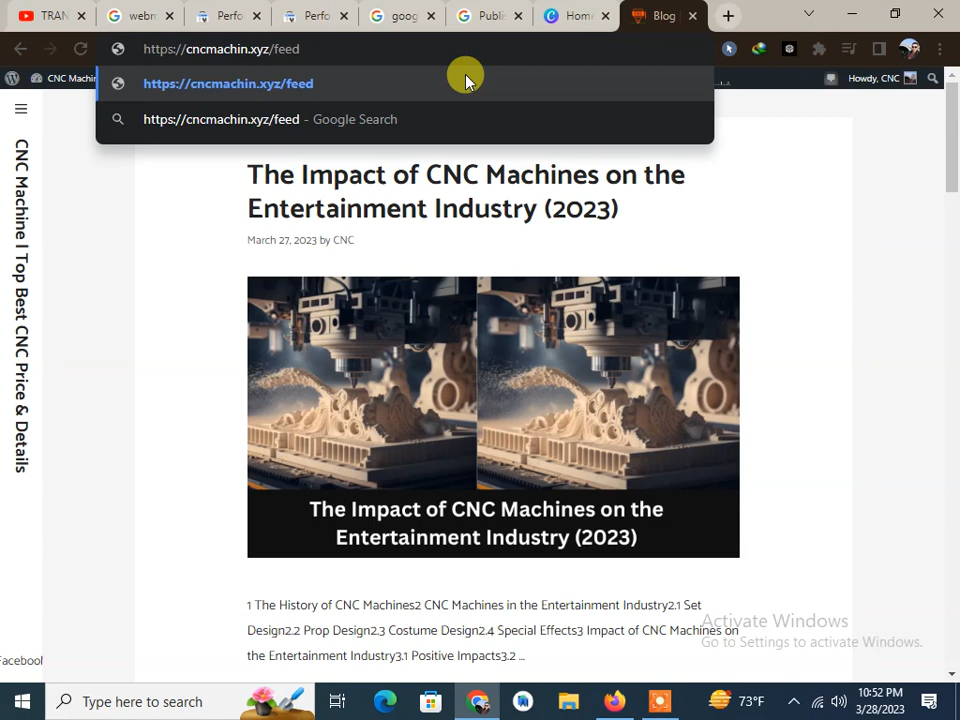 TRAN
webm
Perfo
Perfo
goog
Publi
Hom
Blog
https://cncmachin.xyz/feed
https://cncmachin.xyz/feed
https://cncmachin.xyz/feed - Google Search
CNC Machin
Howdy, CNC
CNC Machine I Top Best CNC Price & Details
The Impact of CNC Machines on the
Entertainment Industry (2023)
March 27, 2023 by CNC
The Impact of CNC Machines on the
Entertainment Industry (2023)
1 The History of CNC Machines2 CNC Machines in the Entertainment Industry2.1 Set
Design2.2 Prop Design2.3 Costume Design2.4 Special Effects3 Impact of CNC Machines on
the Entertainment Industry3.1 Positive Impacts3.2 ...
Activate Windows
Go to Settings to activate Windows.
Facebool
Type here to search
73°F
10:52 PM
3/28/2023